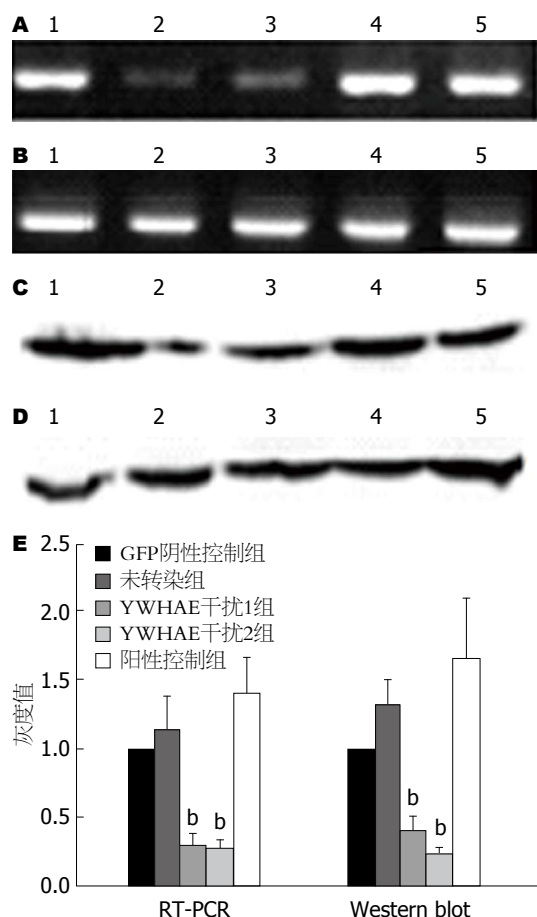 A 1 2 3 4 5
B 1 2 3 4 5
C 1 2 3 4 5
D 1 2 3 4 5
E 2.5
GFP阴性控制组
未转染组
YWHAE干扰1组
YWHAE干扰2组
阳性控制组
2.0
1.5
1.0
0.5
0.0
灰度值
b b b b
RT-PCR Western blot